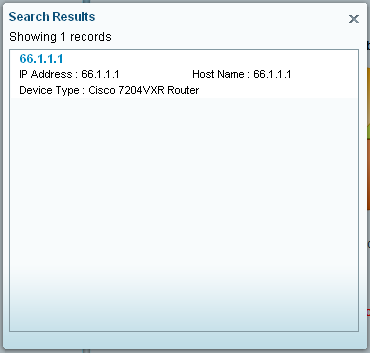 Search Results
Showing 1 records
66.1.1.1
IP Address : 66.1.1.1 Host Name : 66.1.1.1
Device Type : Cisco 7204VXR Router